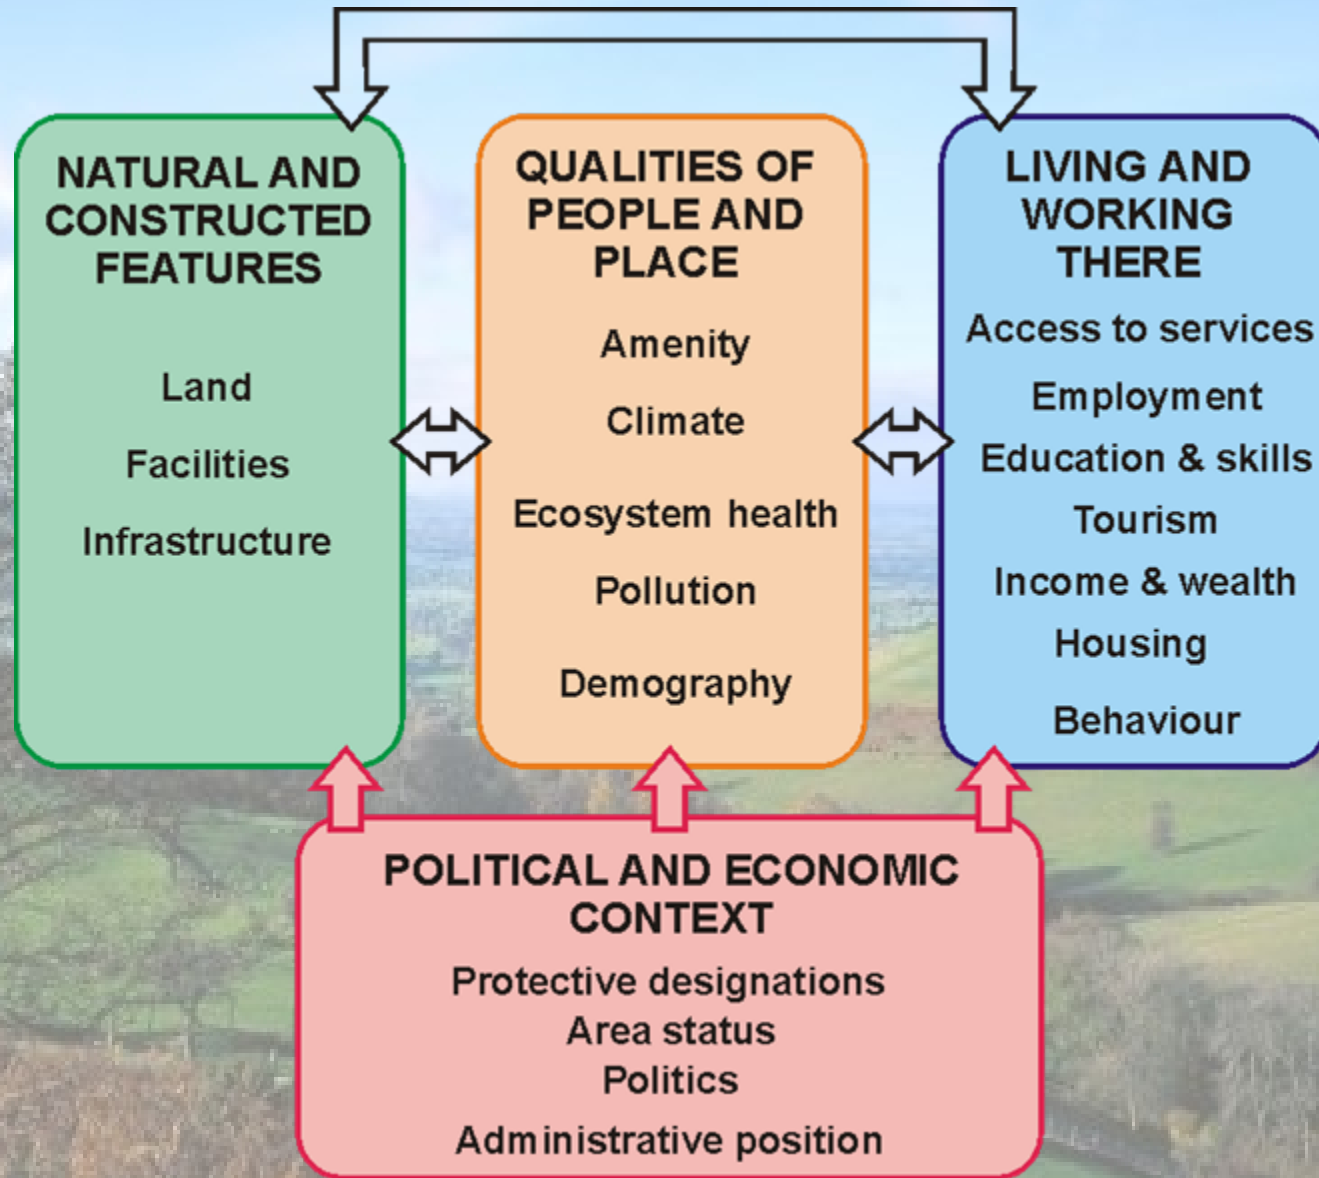 NATURAL AND
CONSTRUCTED
FEATURES
Land
Facilities
Infrastructure
QUALITIES OF
PEOPLE AND
PLACE
Amenity
Climate
Ecosystem health
Pollution
Demography
LIVING AND
WORKING
THERE
Access to services
Employment
Education & skills
Tourism
Income & wealth
Housing
Behaviour
POLITICAL AND ECONOMIC
CONTEXT
Protective designations
Area status
Politics
Administrative position